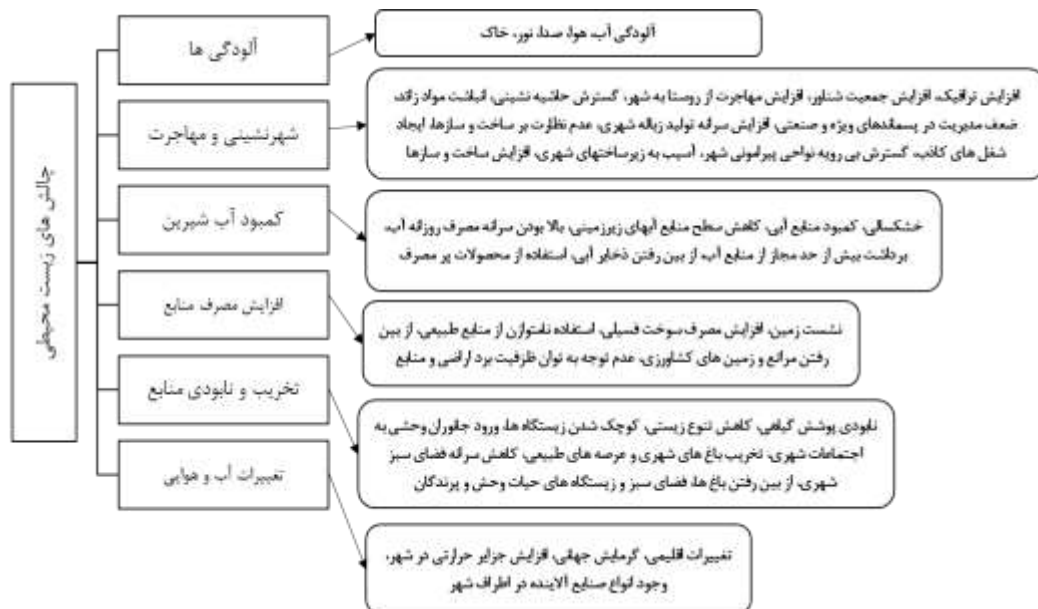 چالش های زیست محیطی
آلودگی ها
آلودگی آب، هوا، صدا، نور، خاک
شهرنشینی و مهاجرت
افزایش ترافیک، افزایش جمعیت شناور، افزایش مهاجرت از روستا به شهر، گسترش حاشیه نشینی، انباشت مواد زائد،
ضعف مدیریت در پسماندهای ویژه و صنعتی، افزایش سرانه تولید زباله شهری، عدم نظارت بر ساخت و سازها، ایجاد
شغل های کاذب، گسترش بی رویه نواحی پیرامونی شهر، آسیب به زیرساختهای شهری، افزایش ساخت و سازها
کمبود آب شیرین
خشکسالی، کمبود منابع آبی، کاهش سطح منابع آبهای زیرزمینی، بالا بودن سرانه مصرف روزانه آب،
برداشت بیش از حد مجاز از منابع آب، از بین رفتن ذخایر آبی، استفاده از محصولات پر مصرف
افزایش مصرف منابع
نشست زمین، افزایش مصرف سوخت فسیلی، استفاده نامتوازن از منابع طبیعی، از بین
رفتن مراتع و زمین های کشاورزی، عدم توجه به توان ظرفیت برد اراضی و منابع
تخریب و نابودی منابع
نابودی پوشش گیاهی، کاهش تنوع زیستی، کوچک شدن زیستگاه ها، ورود جانوران وحشی به
اجتماعات شهری، تخریب باغ های شهری و عرصه های طبیعی، کاهش سرانه فضای سبز
شهری، از بین رفتن باغ ها، فضای سبز و زیستگاه های حیات وحش و پرندگان
تغییرات آب و هوایی
تغییرات اقلیمی، گرمایش جهانی، افزایش جزایر حرارتی در شهر،
وجود انواع صنایع آلاینده در اطراف شهر